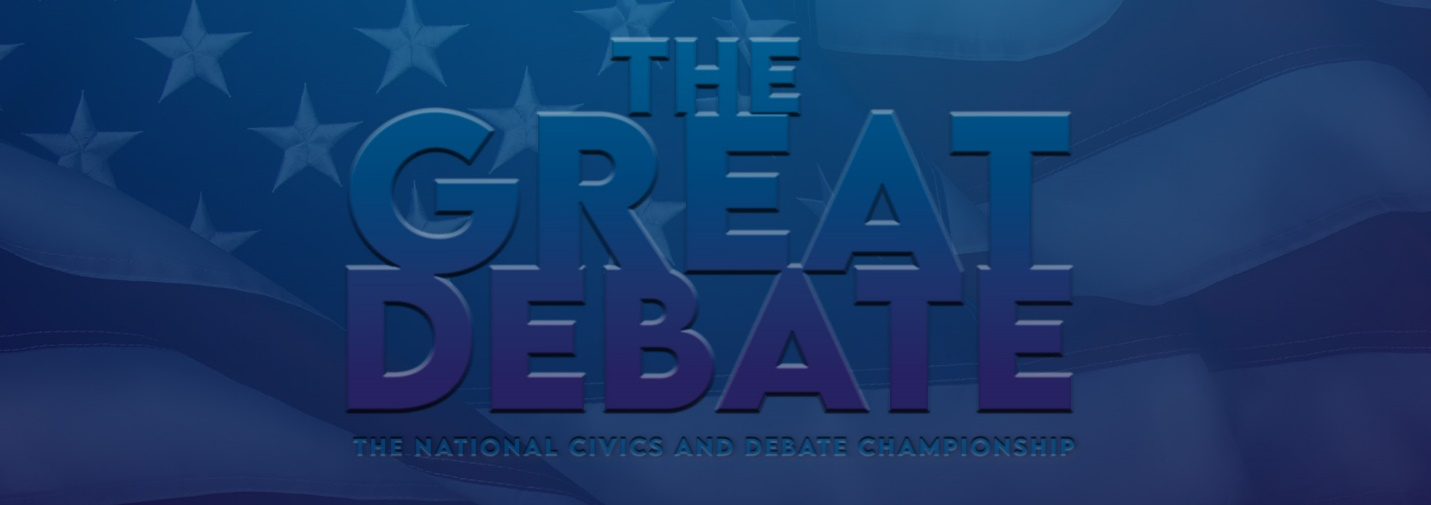 THE
GREAT
DEBATE
THE NATIONAL CIVICS AND DEBATE CHAMPIONSHIP